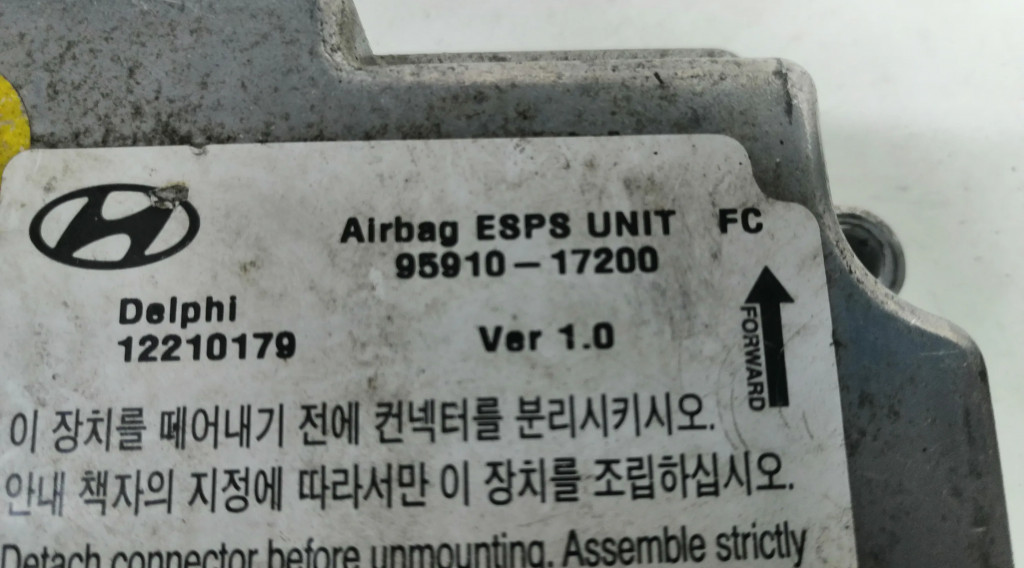 Airbag ESPS UNIT FC
95910-17200
Delphi
12210179
Ver 1.0
FORWARD
이 장치를 떼어내기 전에 컨넥터를 분리시키시오.
안내 책자의 지정에 따라서만 이 장치를 조립하십시오.
Detach connector before unmounting. Assemble strictly